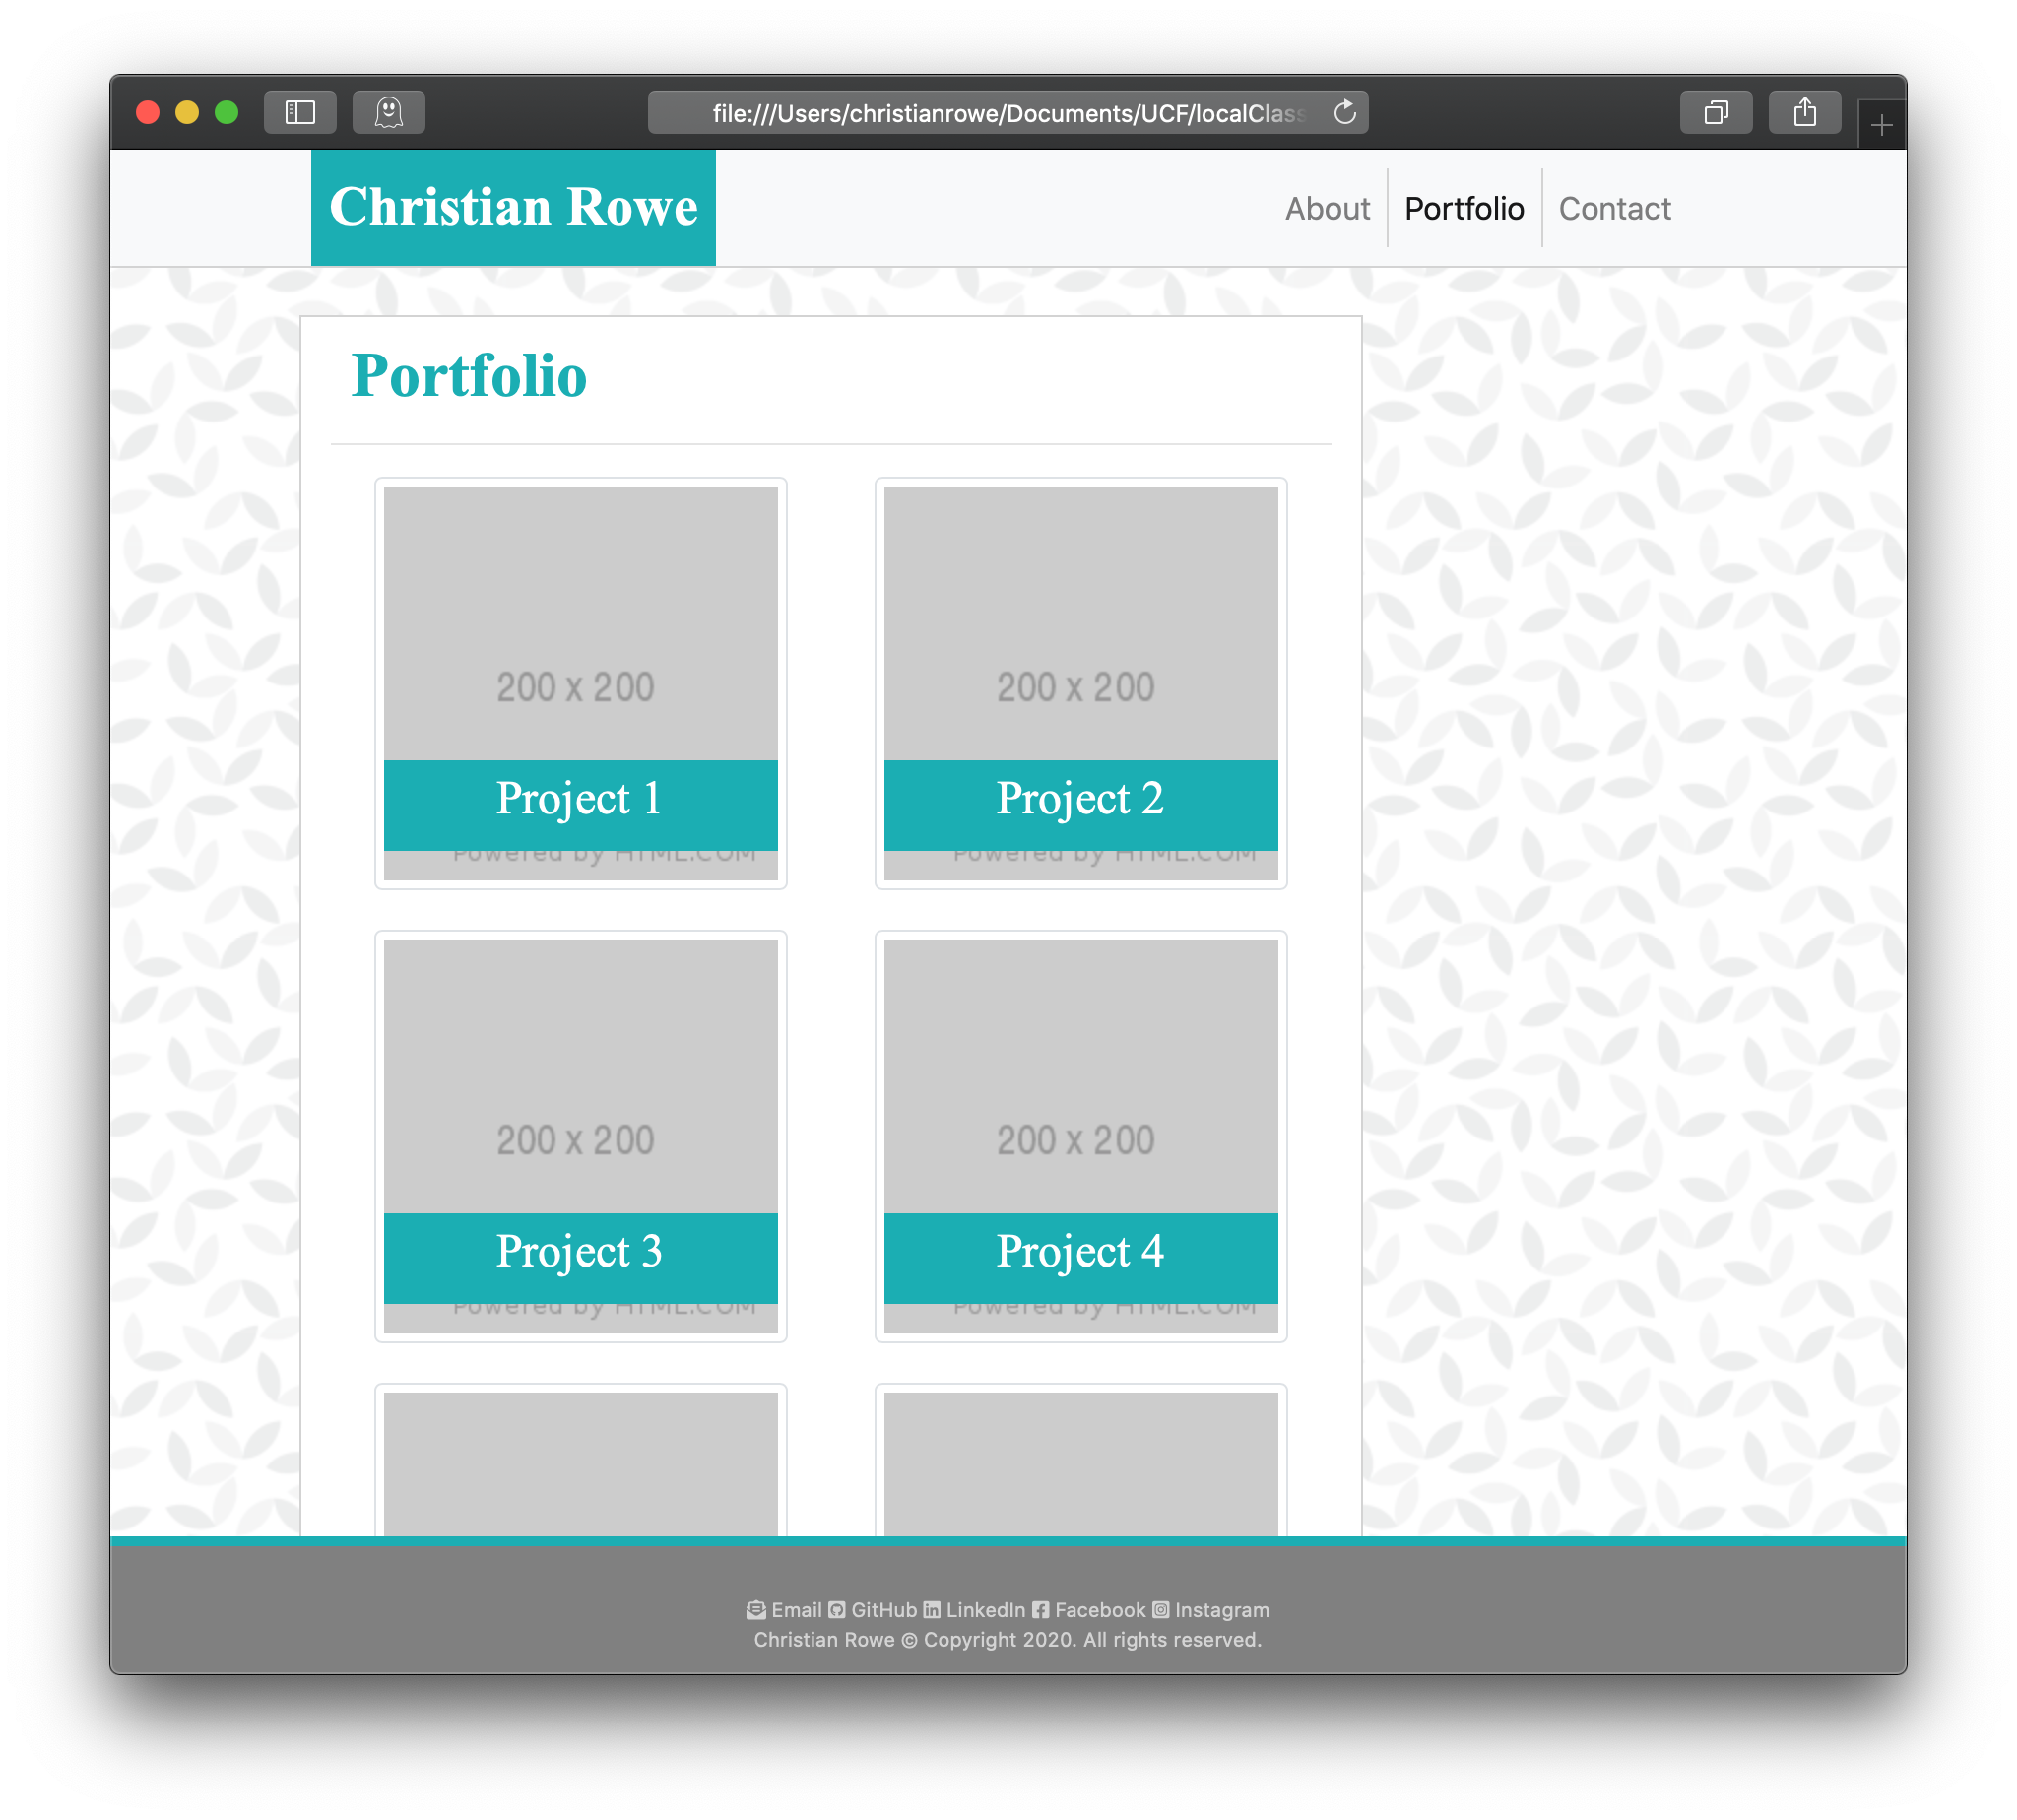 file:///Users/christianrowe/Documents/UCF/localClass
Christian Rowe
About Portfolio Contact
Portfolio
200 x 200
200 x 200
Project 1
Project 2
Powered by HTML.COM
Powered by HTML.COM
200 x 200
200 x 200
Project 3
Project 4
Powered by HTML.COM
Powered by HTML.COM
Email GitHub LinkedIn Facebook Instagram
Christian Rowe © Copyright 2020. All rights reserved.